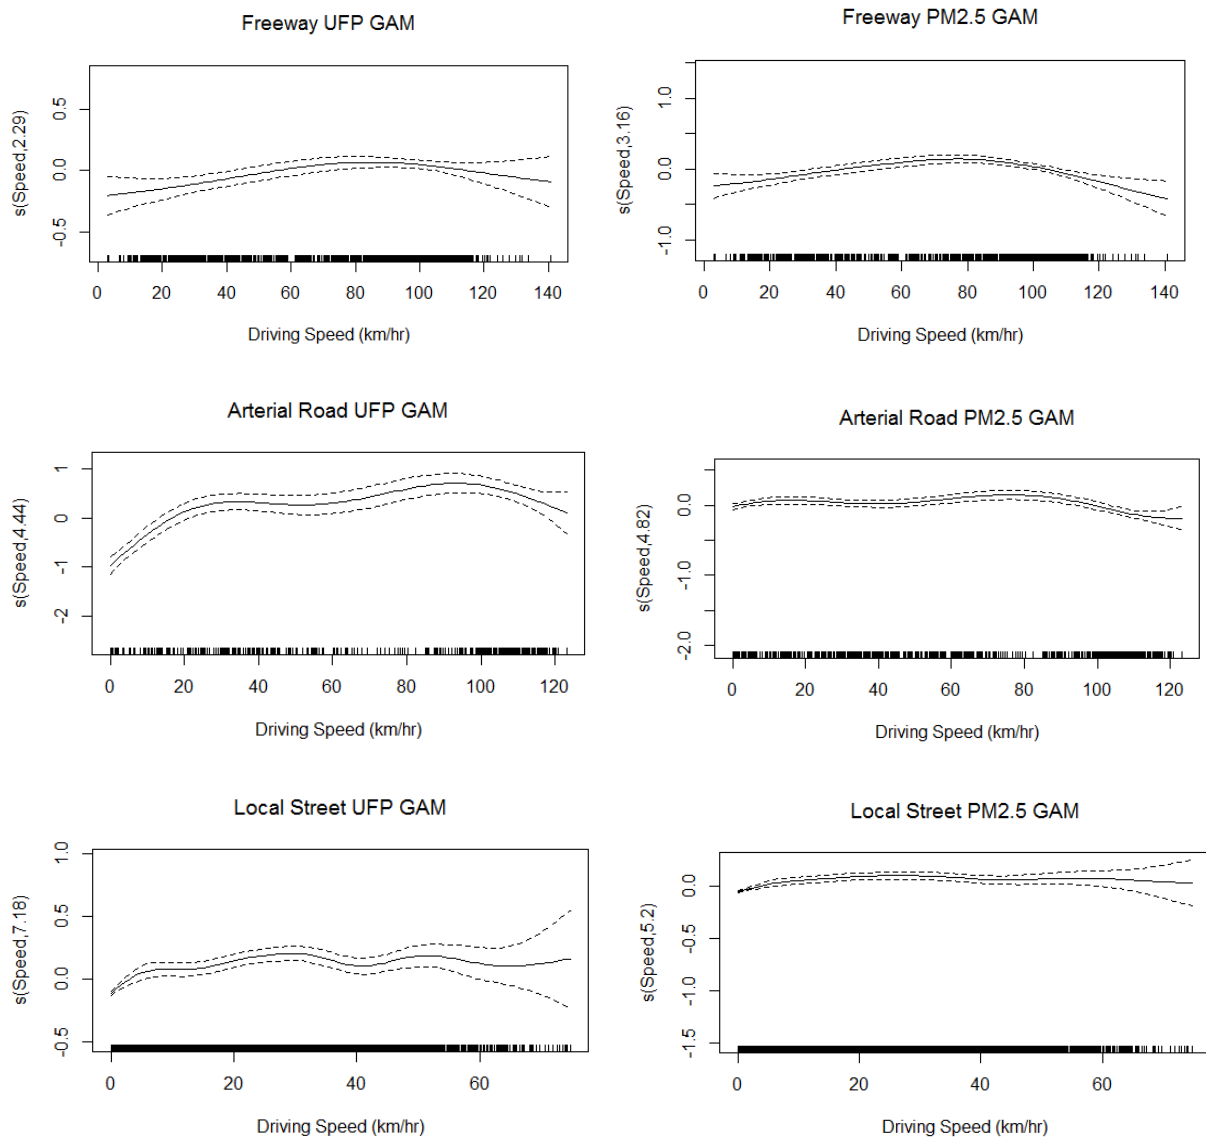 Freeway UFP GAM
s(Speed,2.29)
0.5
0.0
-0.5
0 20 40 60 80 100 120 140
Driving Speed (km/hr)
Freeway PM2.5 GAM
s(Speed,3.16)
1.0
0.0
-1.0
0 20 40 60 80 100 120 140
Driving Speed (km/hr)
Arterial Road UFP GAM
s(Speed,4.44)
1
0
-1
-2
0 20 40 60 80 100 120
Driving Speed (km/hr)
Arterial Road PM2.5 GAM
s(Speed,4.82)
0.0
-1.0
-2.0
0 20 40 60 80 100 120
Driving Speed (km/hr)
Local Street UFP GAM
s(Speed,7.18)
1.0
0.5
0.0
-0.5
0 20 40 60
Driving Speed (km/hr)
Local Street PM2.5 GAM
s(Speed,5.2)
0.0
-0.5
-1.0
-1.5
0 20 40 60
Driving Speed (km/hr)